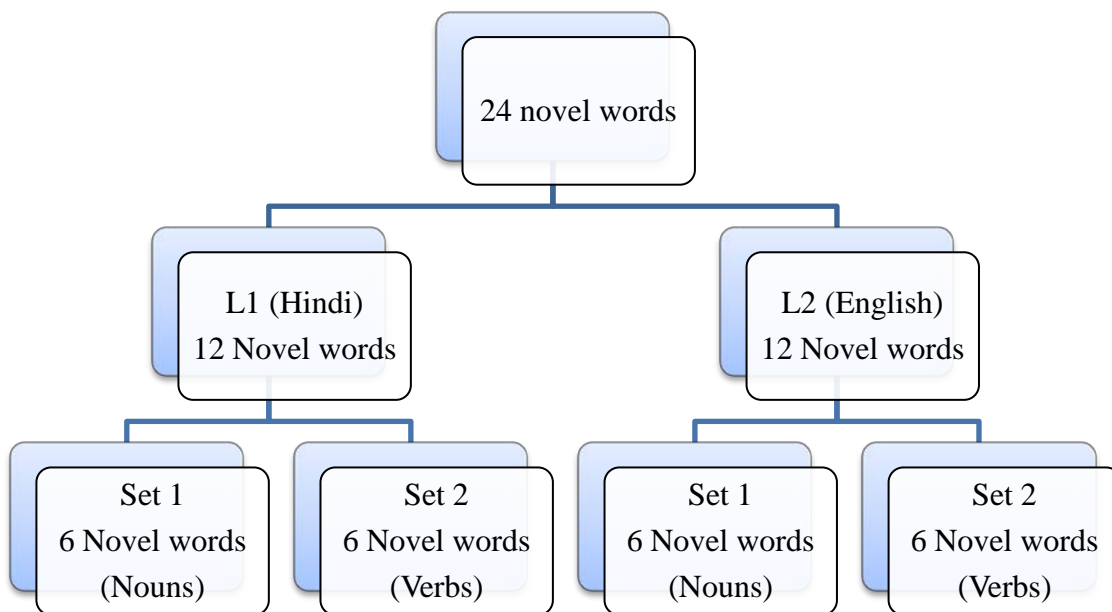 24 novel words
L1 (Hindi)
12 Novel words
L2 (English)
12 Novel words
Set 1
6 Novel words
(Nouns)
Set 2
6 Novel words
(Verbs)
Set 1
6 Novel words
(Nouns)
Set 2
6 Novel words
(Verbs)